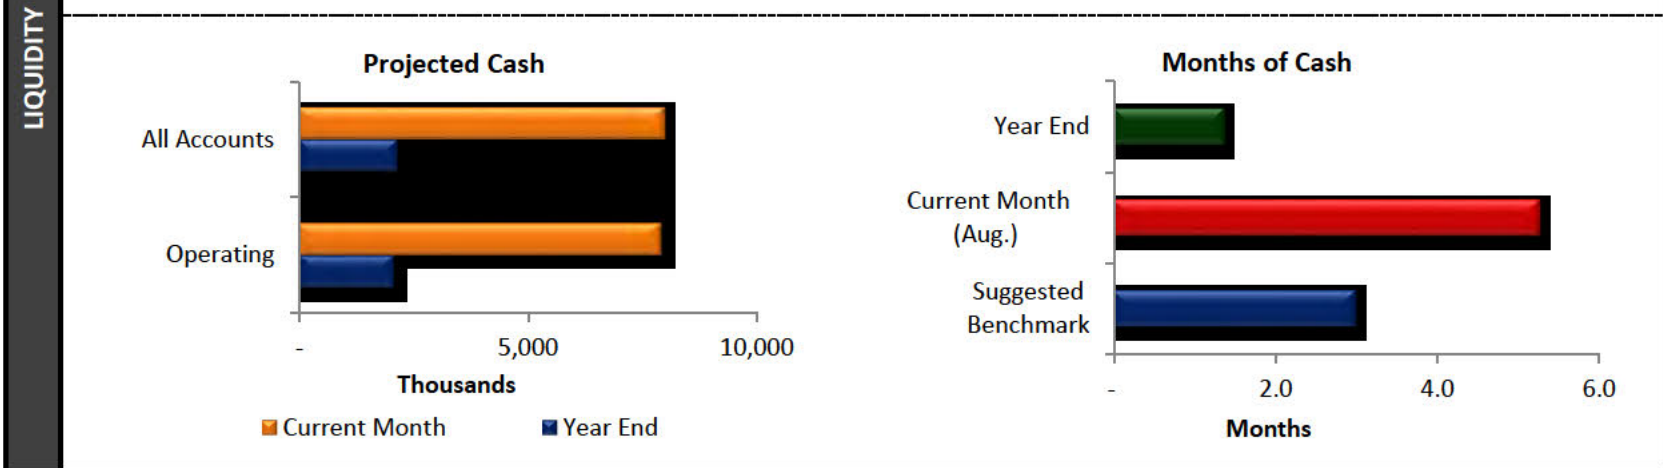 LIQUIDITY
Projected Cash
All Accounts
Operating
-
5,000
10,000
Thousands
Current Month
Year End
Months of Cash
Year End
Current Month
(Aug.)
Suggested
Benchmark
-
2.0
4.0
6.0
Months